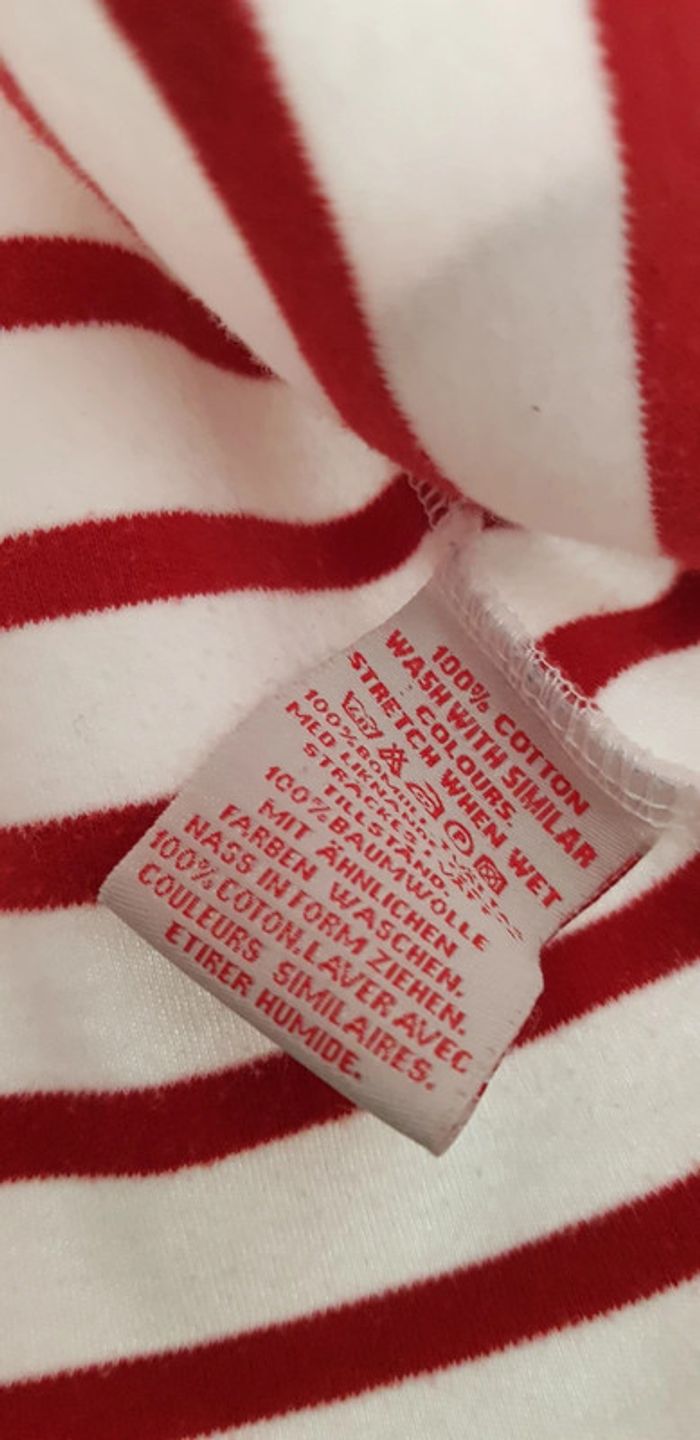 100% COTTON
WASH WITH SIMILAR
COLOURS.
STRETCH WHEN WET
100% BOMULL
MED LIKNANDE
STRÄCKES I
TILLSTÅND.
100% BAUMWOLLE
MIT ÄHNLICHEN
FARBEN WASCHEN.
NASS IN FORM ZIEHEN.
100% COTON. LAVER AVEC
COULEURS SIMILAIRES.
ETIRER HUMIDE.